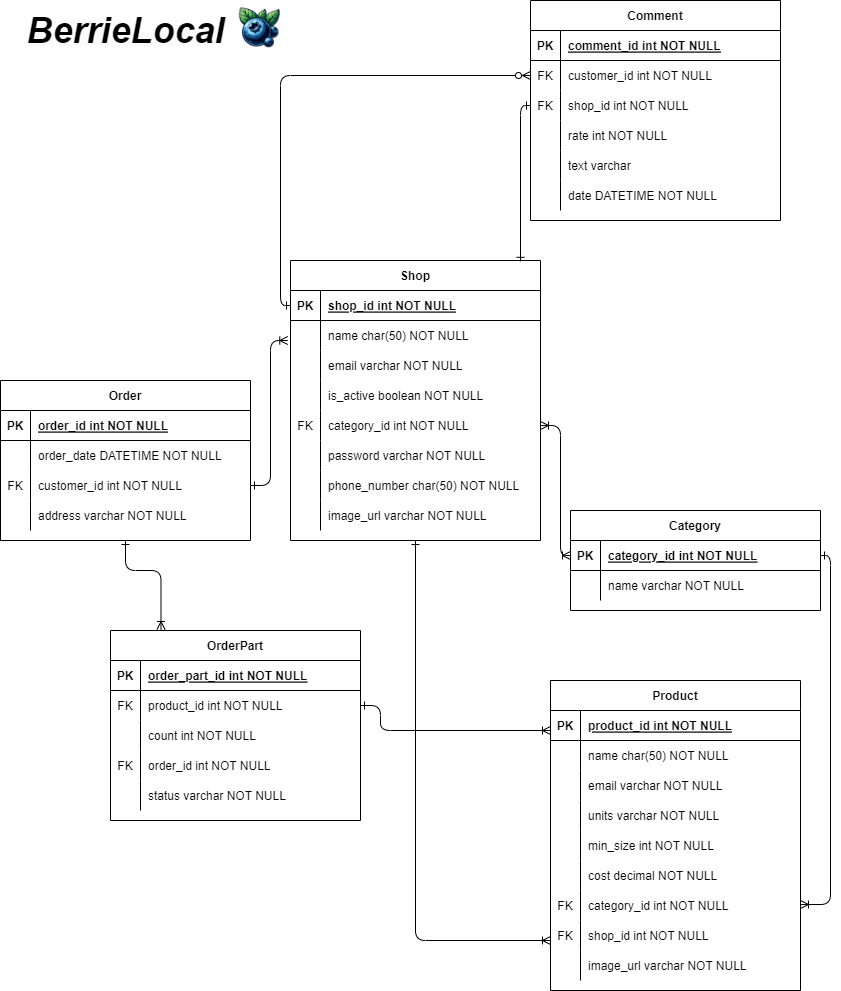 BerrieLocal
Comment
PK comment_id int NOT NULL
FK customer_id int NOT NULL
FK shop_id int NOT NULL
rate int NOT NULL
text varchar
date DATETIME NOT NULL
Shop
PK shop_id int NOT NULL
name char(50) NOT NULL
email varchar NOT NULL
is_active boolean NOT NULL
FK category_id int NOT NULL
password varchar NOT NULL
phone_number char(50) NOT NULL
image_url varchar NOT NULL
Order
PK order_id int NOT NULL
order_date DATETIME NOT NULL
FK customer_id int NOT NULL
address varchar NOT NULL
Category
PK category_id int NOT NULL
name varchar NOT NULL
OrderPart
PK order_part_id int NOT NULL
FK product_id int NOT NULL
count int NOT NULL
FK order_id int NOT NULL
status varchar NOT NULL
Product
PK product_id int NOT NULL
name char(50) NOT NULL
email varchar NOT NULL
units varchar NOT NULL
min_size int NOT NULL
cost decimal NOT NULL
FK category_id int NOT NULL
FK shop_id int NOT NULL
image_url varchar NOT NULL